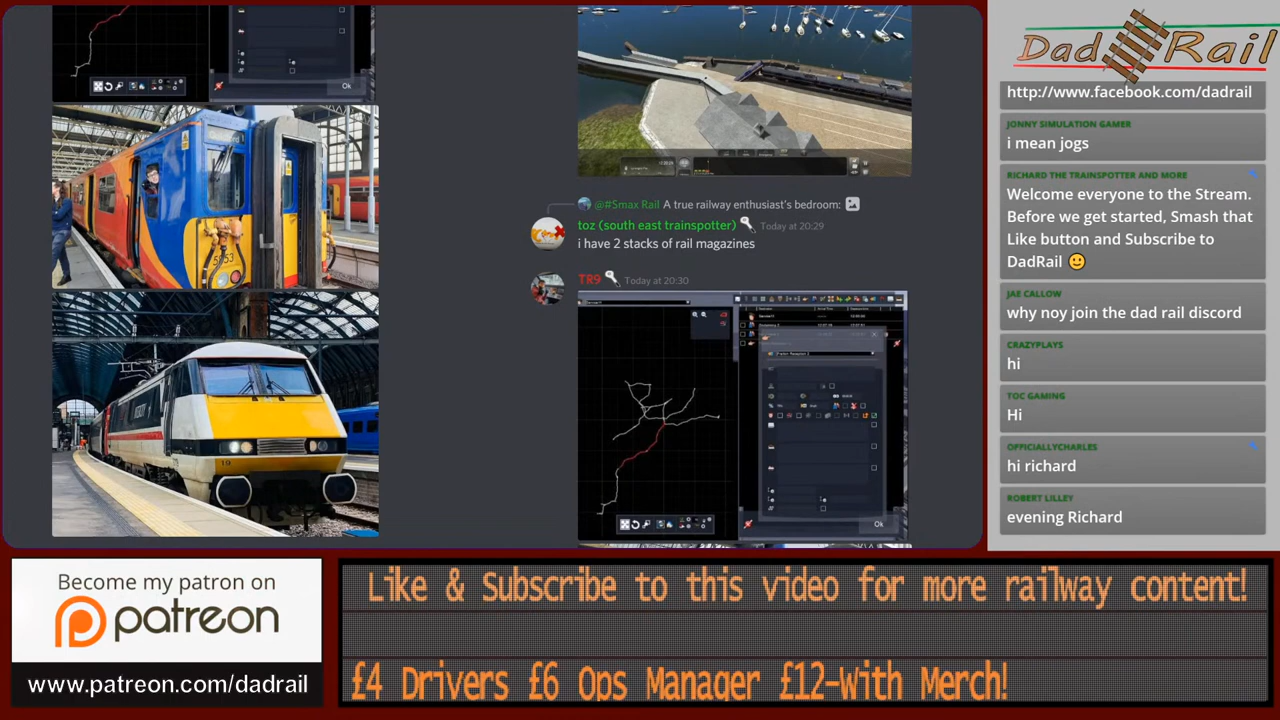 Ok
5853
INTERCITY
19
@#Smax Rail A true railway enthusiast's bedroom:
toz (south east trainspotter) Today at 20:29
i have 2 stacks of rail magazines
TR9 Today at 20:30
Ok
Dad Rail
http://www.facebook.com/dadrail
JONNY SIMULATION GAMER
i mean jogs
RICHARD THE TRAINSPOTTER AND MORE
Welcome everyone to the Stream.
Before we get started, Smash that
Like button and Subscribe to
DadRail
JAE CALLOW
why noy join the dad rail discord
CRAZYPLAYS
hi
TOC GAMING
Hi
OFFICIALLYCHARLES
hi richard
ROBERT LILLEY
evening Richard
Become my patron on
patreon
www.patreon.com/dadrail
Like & Subscribe to this video for more railway content!
£4 Drivers £6 Ops Manager £12-With Merch!